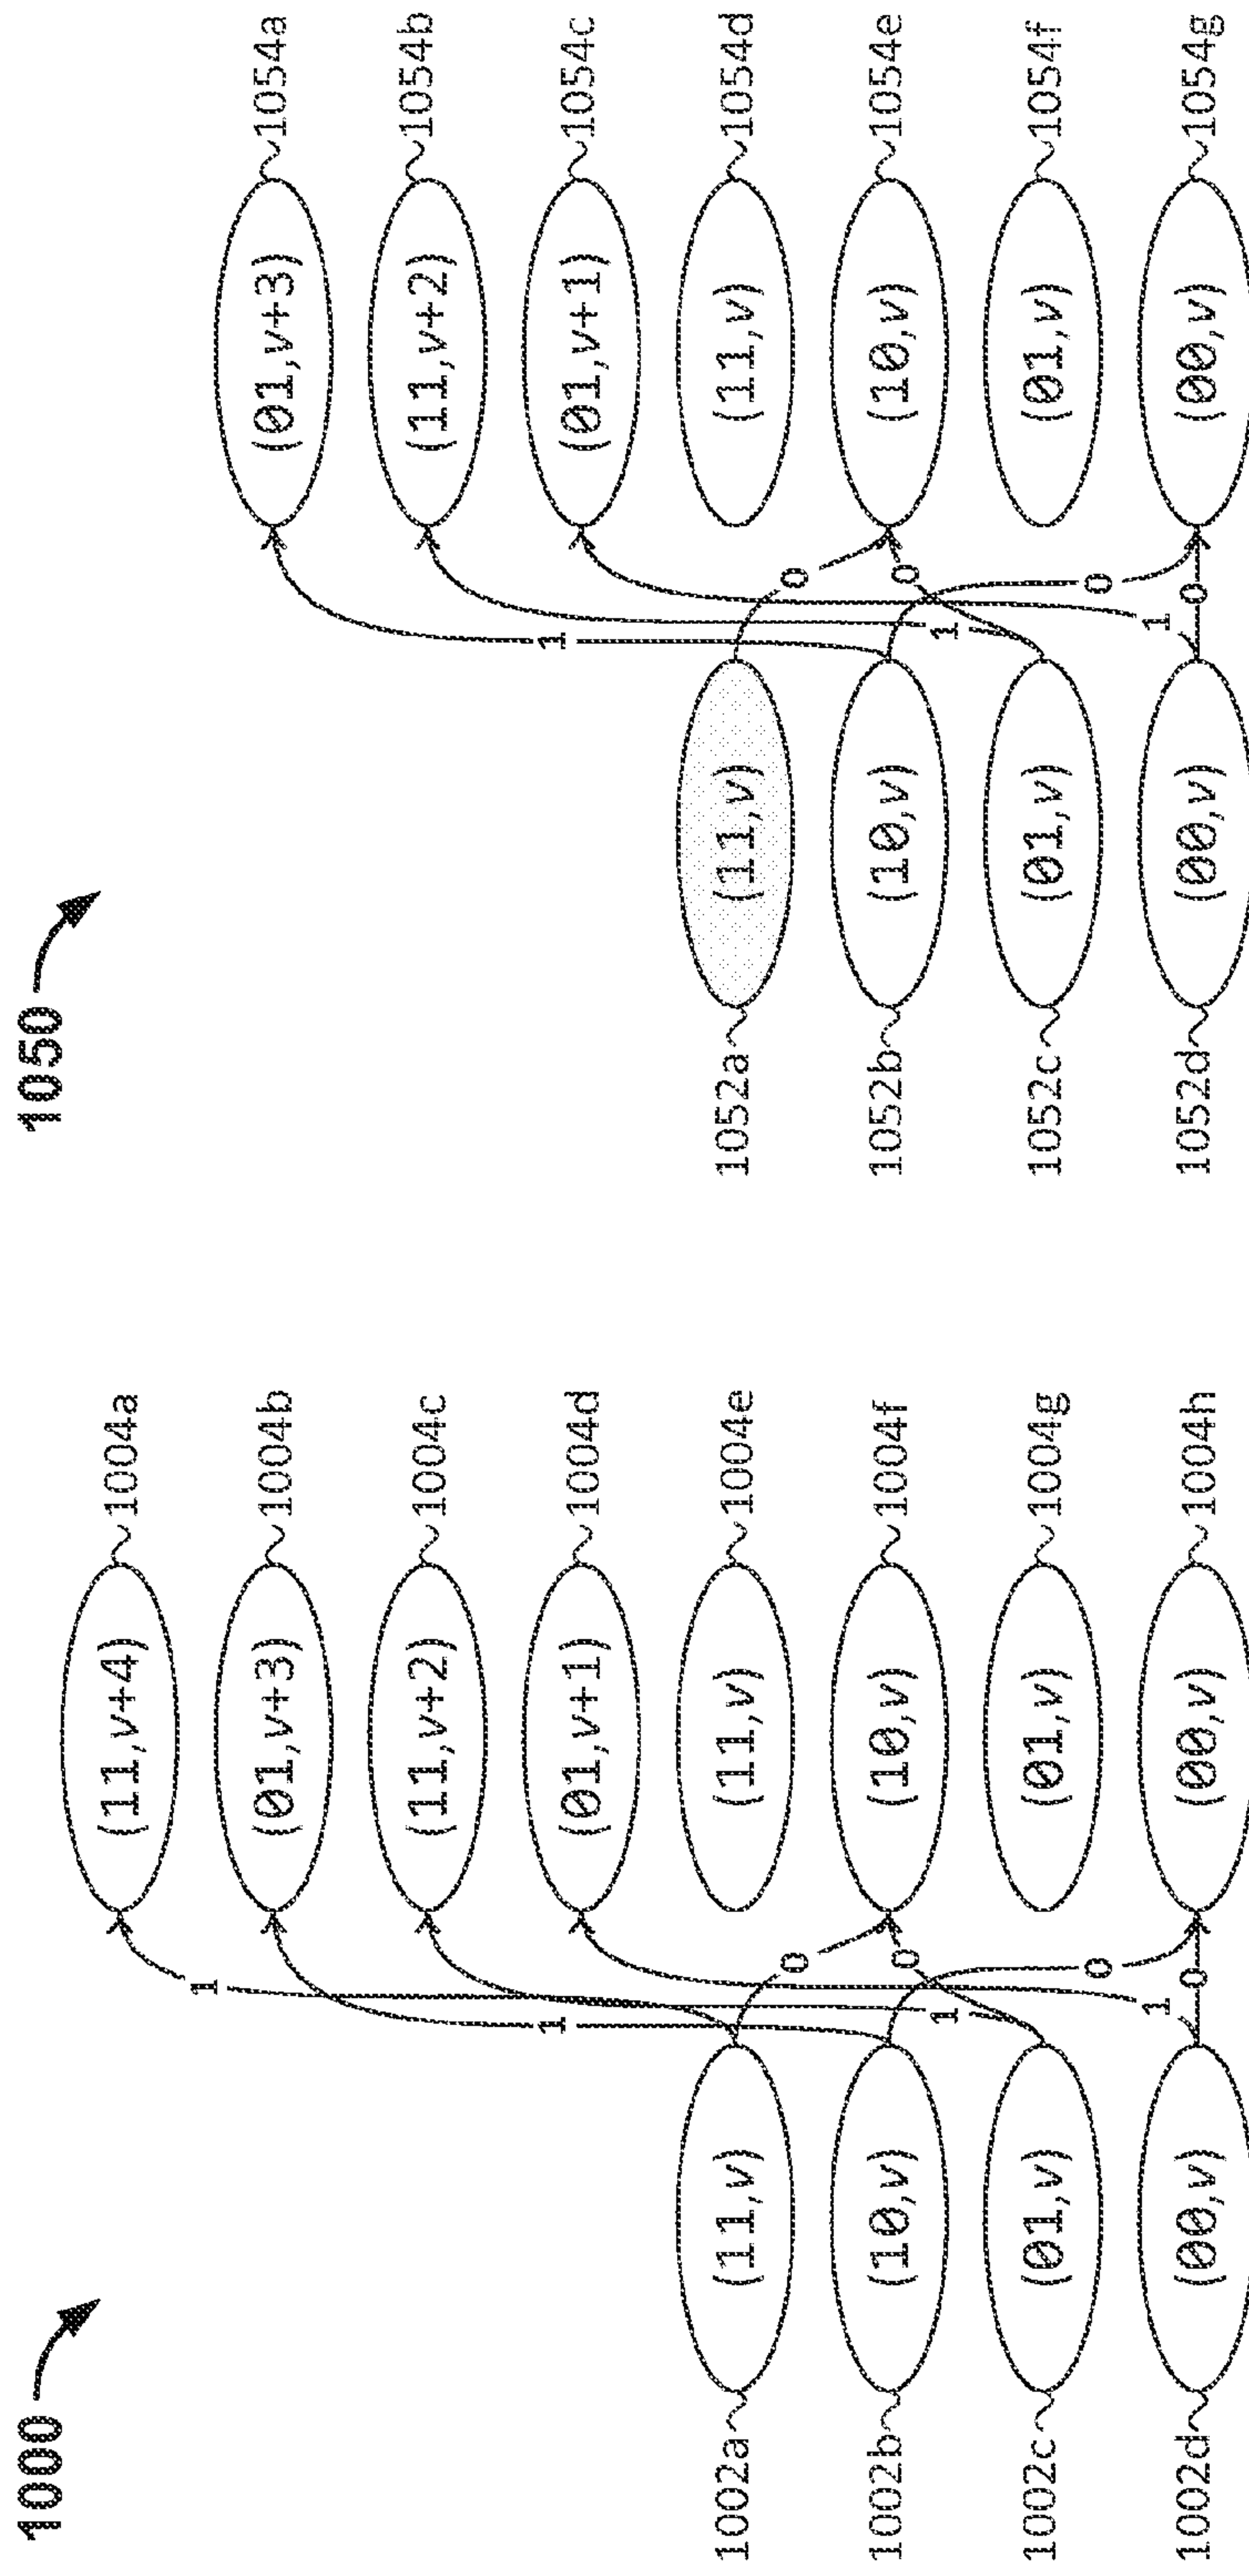 1000
1002a
(11,v)
1002b
(10,v)
1002c
(01,v)
1002d
(00,v)
1
1
1
1
0
0
0
0
(11,v+4)
1004a
(01,v+3)
1004b
(11,v+2)
1004c
(01,v+1)
1004d
(11,v)
1004e
(10,v)
1004f
(01,v)
1004g
(00,v)
1004h
1050
1052a
(11,v)
1052b
(10,v)
1052c
(01,v)
1052d
(00,v)
1
1
1
0
0
0
0
(01,v+3)
1054a
(11,v+2)
1054b
(01,v+1)
1054c
(11,v)
1054d
(10,v)
1054e
(01,v)
1054f
(00,v)
1054g